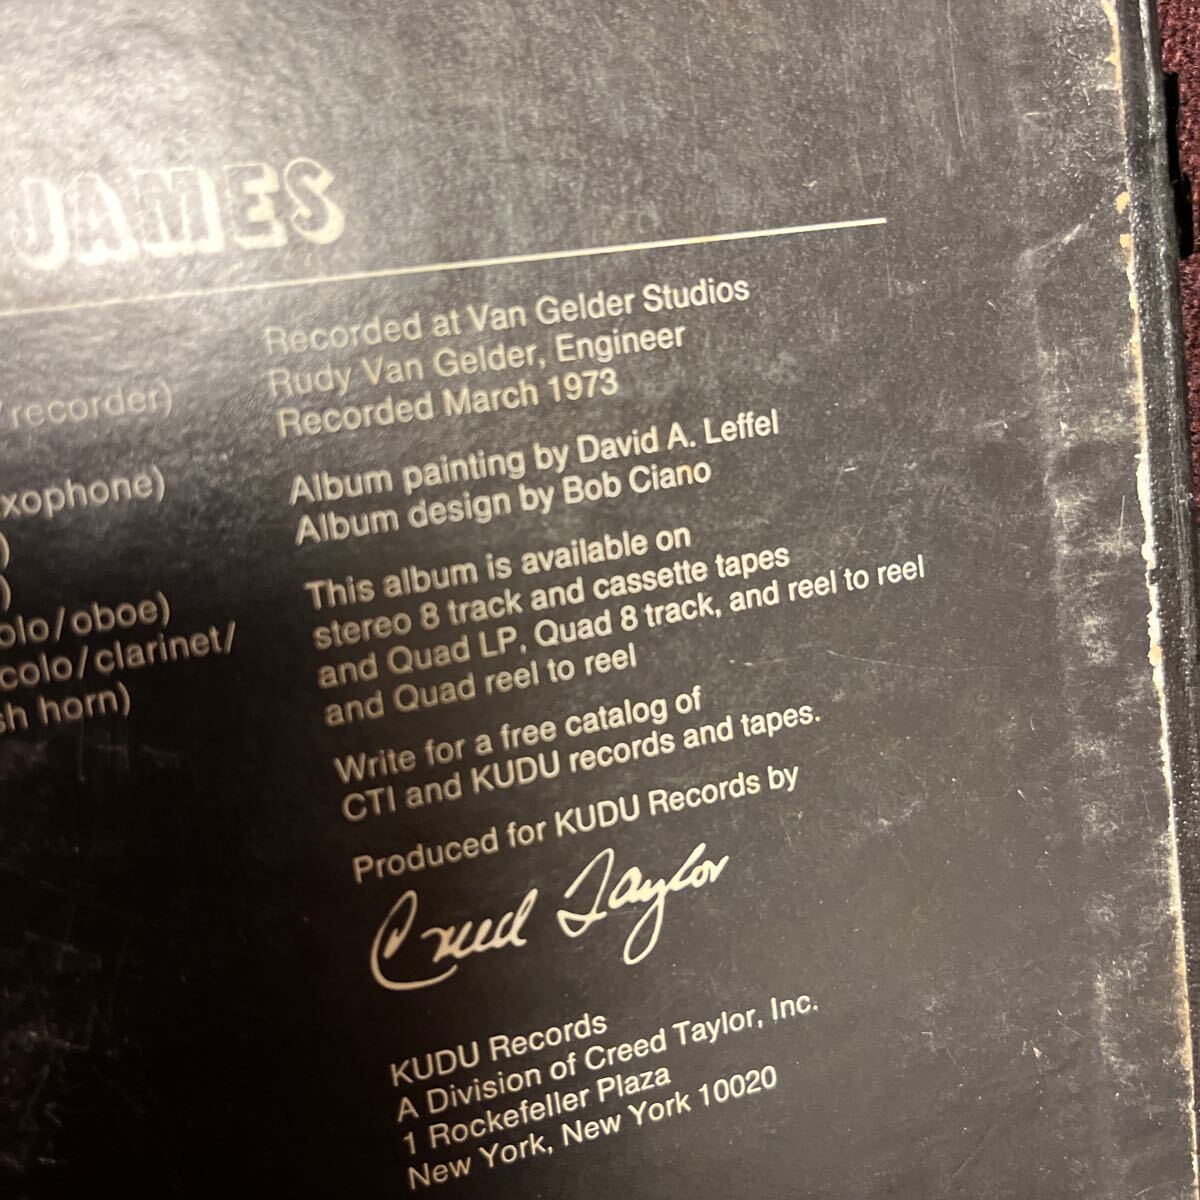 JAMES
recorder)
xophone)
)
)
olo/oboe)
colo/clarinet/
sh horn)
Recorded at Van Gelder Studios
Rudy Van Gelder, Engineer
Recorded March 1973
Album painting by David A. Leffel
Album design by Bob Ciano
This album is available on
stereo 8 track and cassette tapes
and Quad LP, Quad 8 track, and reel to reel
and Quad reel to reel
Write for a free catalog of
CTI and KUDU records and tapes.
Produced for KUDU Records by
Creed Taylor
KUDU Records
A Division of Creed Taylor, Inc.
1 Rockefeller Plaza
New York, New York 10020